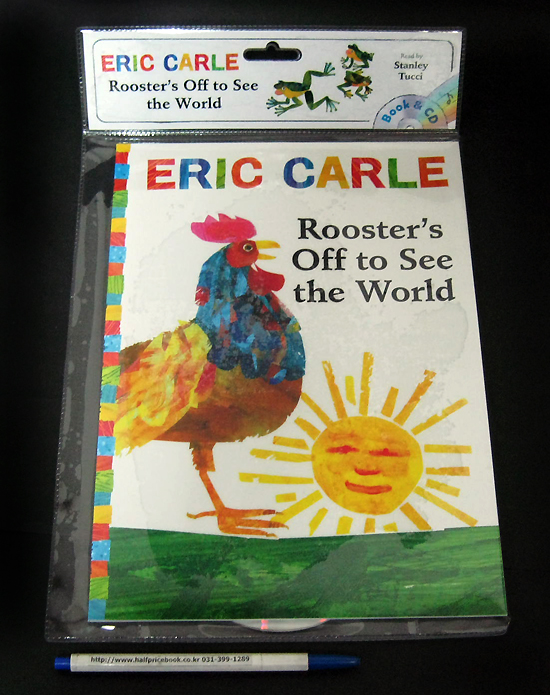 ERIC CARLE
Rooster's Off to See
the World
Read by
Stanley
Tucci
Book & CD
ERIC CARLE
Rooster's
Off to See
the World
http://www.halfpricebook.co.kr 031-399-1289